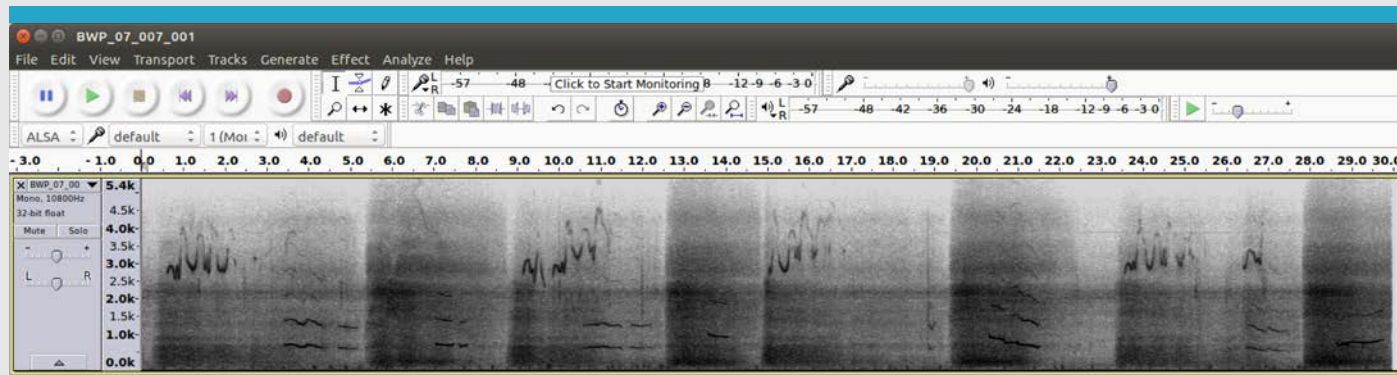 BWP_07_007_001
File Edit View Transport Tracks Generate Effect Analyze Help
L R -57 -48 Click to Start Monitoring 8 -12 -9 -6 -3 0
L R -57 -48 -42 -36 -30 -24 -18 -12 -9 -6 -3 0
ALSA default 1 (Moi default
- 3.0 - 1.0 0.0 1.0 2.0 3.0 4.0 5.0 6.0 7.0 8.0 9.0 10.0 11.0 12.0 13.0 14.0 15.0 16.0 17.0 18.0 19.0 20.0 21.0 22.0 23.0 24.0 25.0 26.0 27.0 28.0 29.0 30.0
X BWP_07_00 5.4k
Mono, 10800Hz
32-bit float 4.5k
Mute Solo 4.0k
- + 3.5k
3.0k
L R 2.5k
2.0k
1.5k
1.0k
0.0k